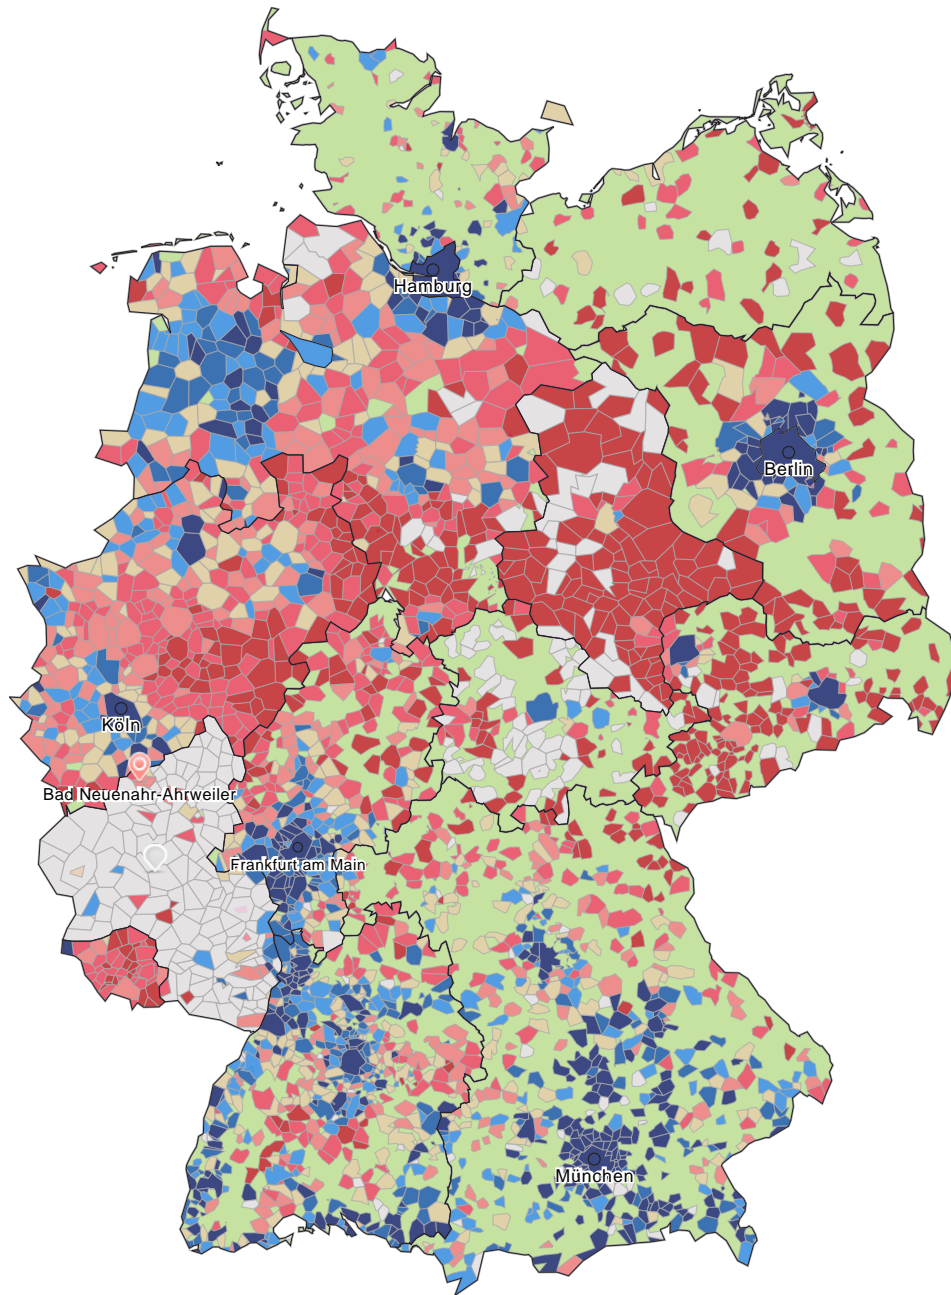 Hamburg
Berlin
Köln
Bad Neuenahr-Ahrweiler
Frankfurt am Main
München